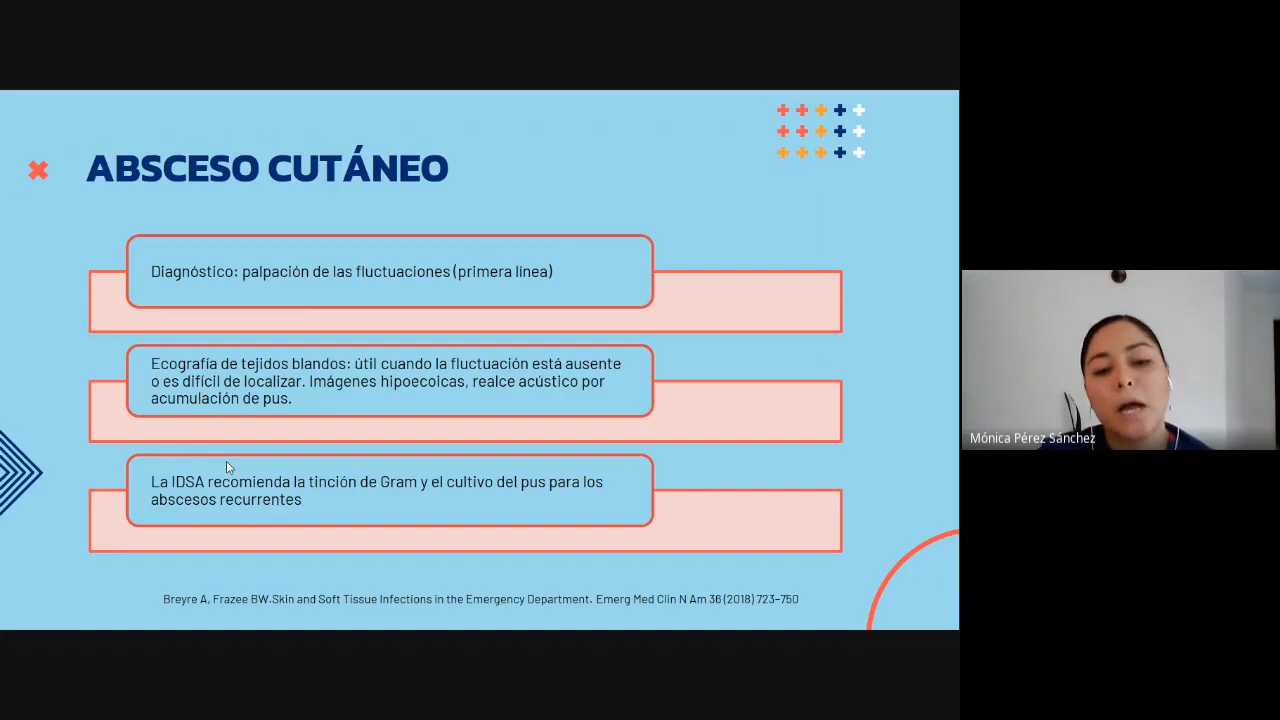 ABSCESO CUTÁNEO
Diagnóstico: palpación de las fluctuaciones (primera línea)
Ecografía de tejidos blandos: útil cuando la fluctuación está ausente
o es difícil de localizar. Imágenes hipoecoicas, realce acústico por
acumulación de pus.
La IDSA recomienda la tinción de Gram y el cultivo del pus para los
abscesos recurrentes
Breyre A, Frazee BW.Skin and Soft Tissue Infections in the Emergency Department. Emerg Med Clin N Am 36 (2018) 723–750
Mónica Pérez Sánchez